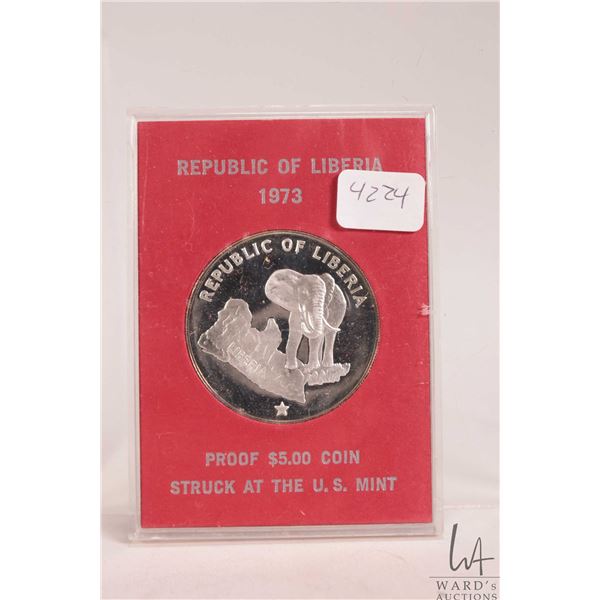 REPUBLIC OF LIBERIA
1973
4224
REPUBLIC OF LIBERIA
LIBERIA
PROOF $5.00 COIN
STRUCK AT THE U.S. MINT
WA
WARD's
AUCTIONS